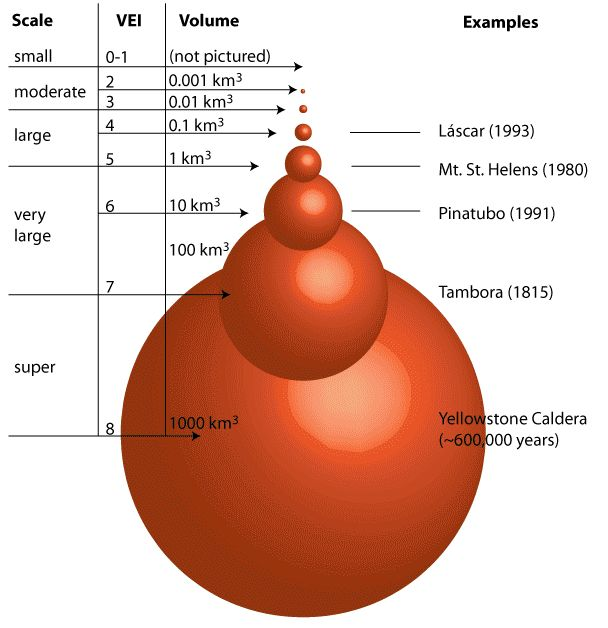 Scale VEI Volume Examples
small 0-1 (not pictured)
moderate 2 0.001 km³
3 0.01 km³
large 4 0.1 km³ Láscar (1993)
5 1 km³ Mt. St. Helens (1980)
very
large
6 10 km³ Pinatubo (1991)
100 km³
7 Tambora (1815)
super
8 1000 km³ Yellowstone Caldera
(~600,000 years)